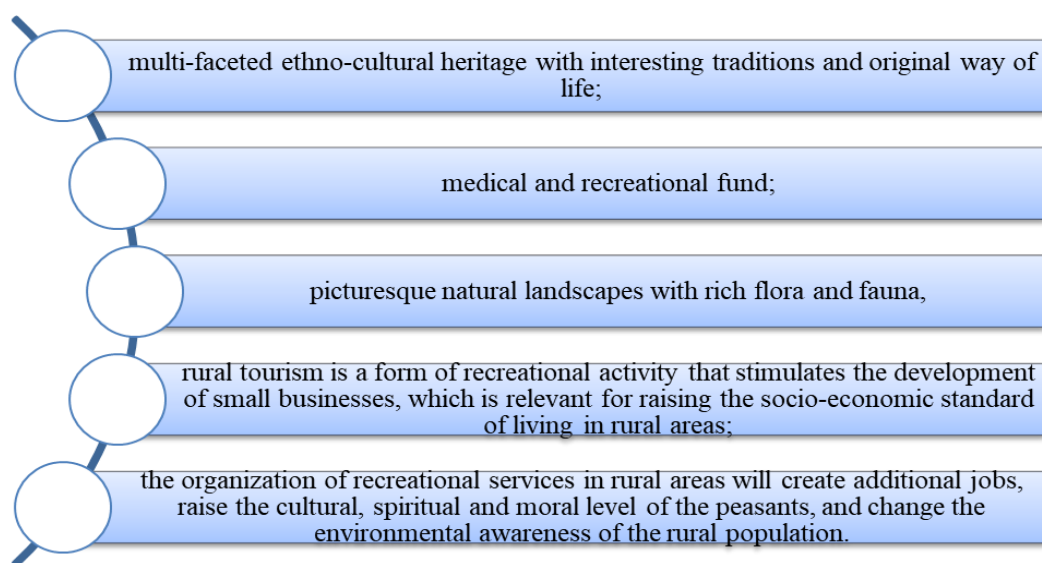 multi-faceted ethno-cultural heritage with interesting traditions and original way of
life;
medical and recreational fund;
picturesque natural landscapes with rich flora and fauna,
rural tourism is a form of recreational activity that stimulates the development
of small businesses, which is relevant for raising the socio-economic standard
of living in rural areas;
the organization of recreational services in rural areas will create additional jobs,
raise the cultural, spiritual and moral level of the peasants, and change the
environmental awareness of the rural population.